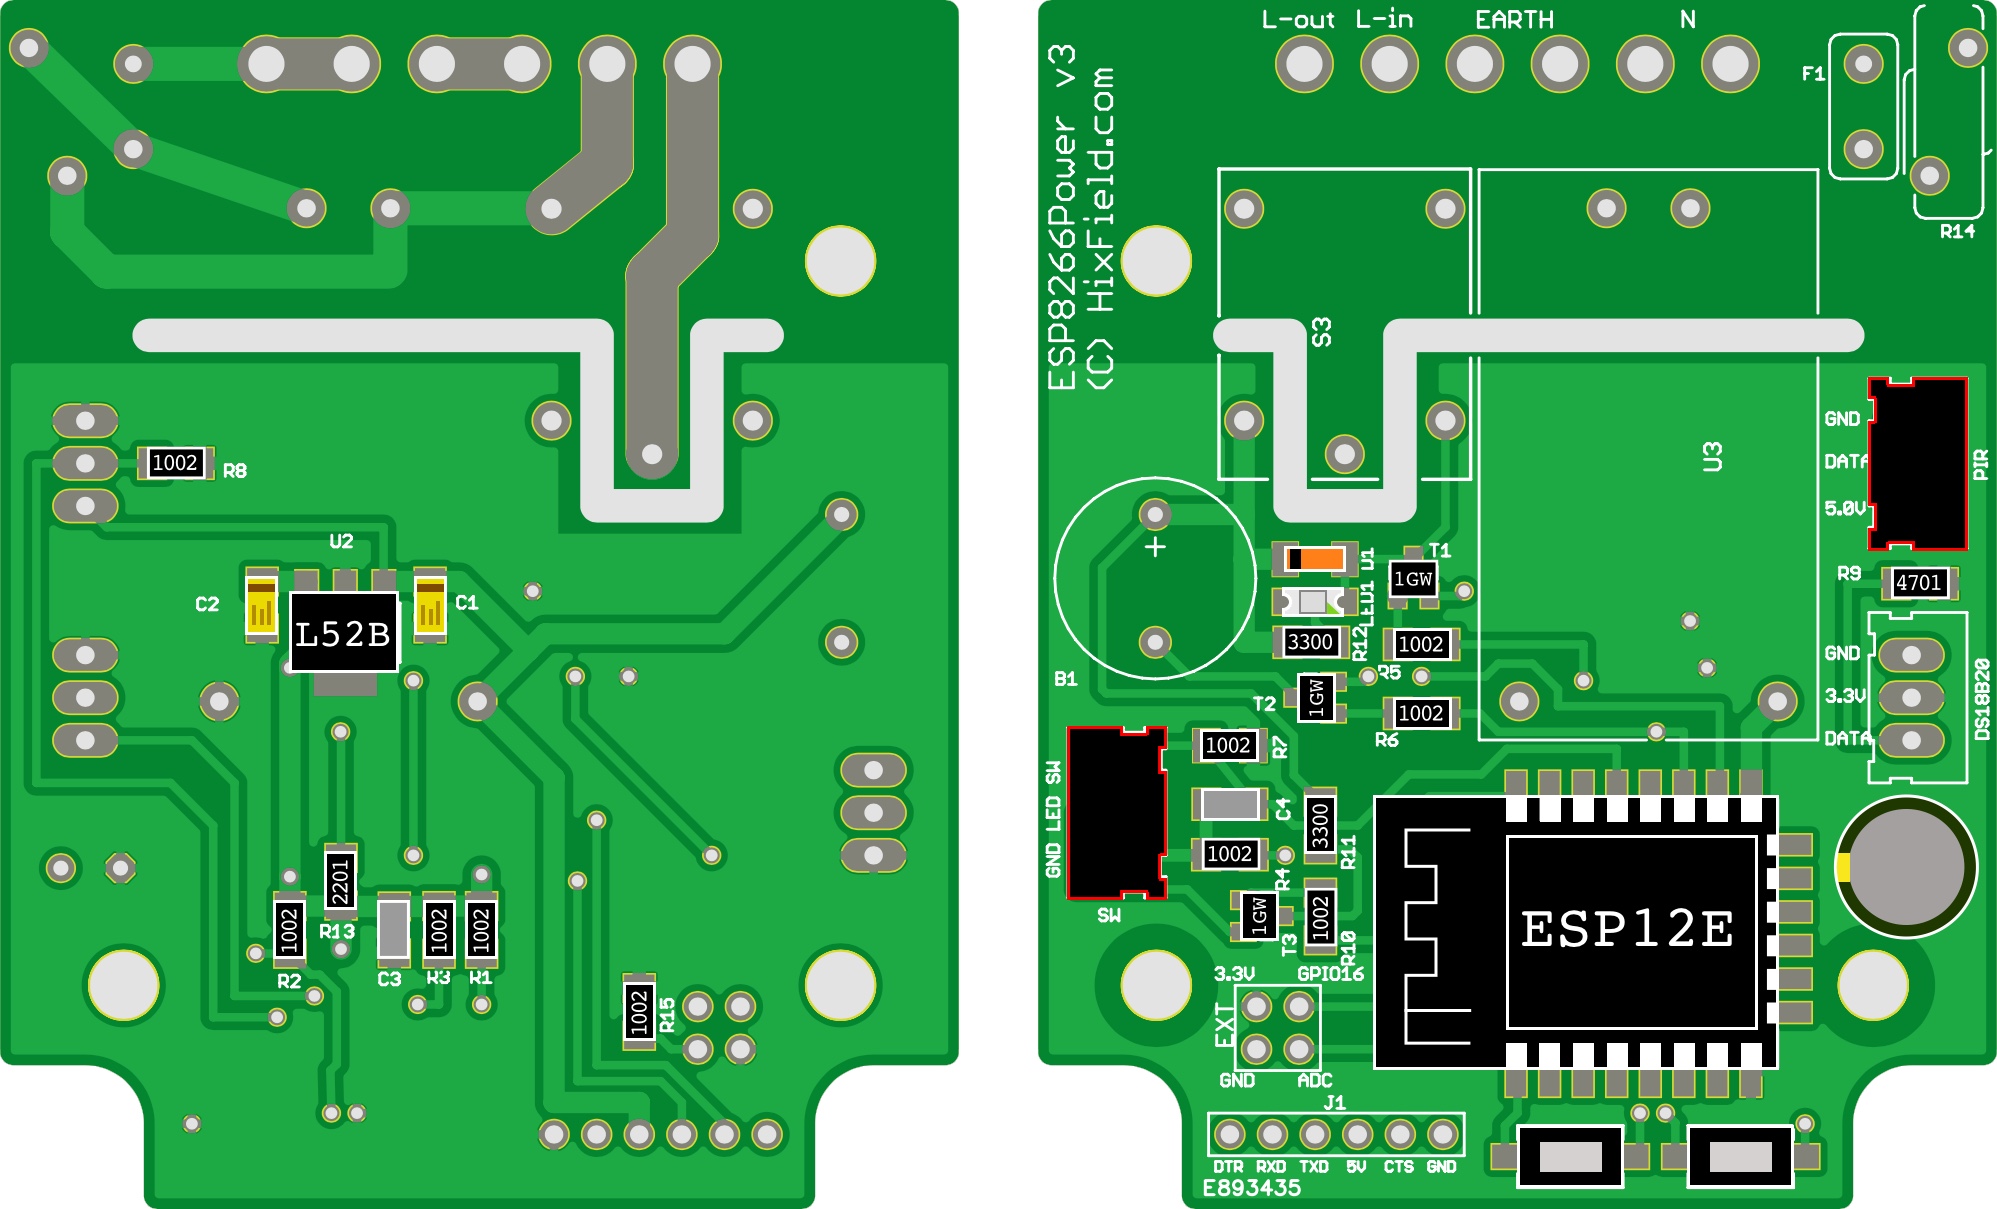 1002
R8
U2
C2
L52B
C1
2201
1002
R13
1002
1002
R2
C3
R3
R1
1002
R15
L-out L-in EARTH N
ESP8266Power v3
(C) HixField.com
F1
R14
S3
U3
GND
DATA
5.0V
PIR
R9
4701
GND
3.3V
DATA
DS18B20
+
B1
U1
T1
1GW
LED1
3300
R12
1002
R5
T2
1GW
1002
R6
1002
R7
GND LED SW
SW
C4
3300
R11
1002
R4
1GW
T3
1002
R10
ESP12E
3.3V
GPIO16
EXT
GND
ADC
J1
DTR RXD TXD 5V CTS GND
E893435